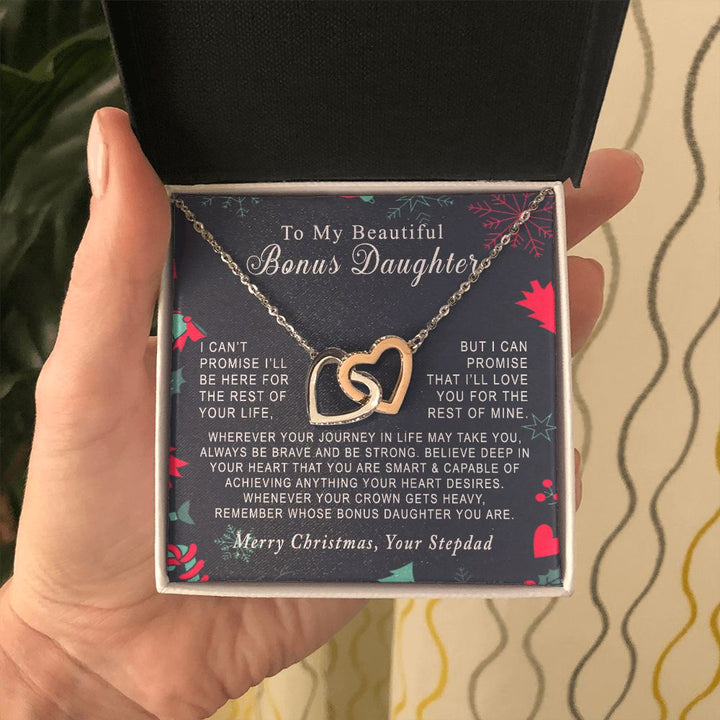 To My Beautiful
Bonus Daughter
I CAN'T
PROMISE I'LL
BE HERE FOR
THE REST OF
YOUR LIFE,
BUT I CAN
PROMISE
THAT I'LL LOVE
YOU FOR THE
REST OF MINE.
WHEREVER YOUR JOURNEY IN LIFE MAY TAKE YOU,
ALWAYS BE BRAVE AND BE STRONG. BELIEVE DEEP IN
YOUR HEART THAT YOU ARE SMART & CAPABLE OF
ACHIEVING ANYTHING YOUR HEART DESIRES.
WHENEVER YOUR CROWN GETS HEAVY,
REMEMBER WHOSE BONUS DAUGHTER YOU ARE.
Merry Christmas, Your Stepdad